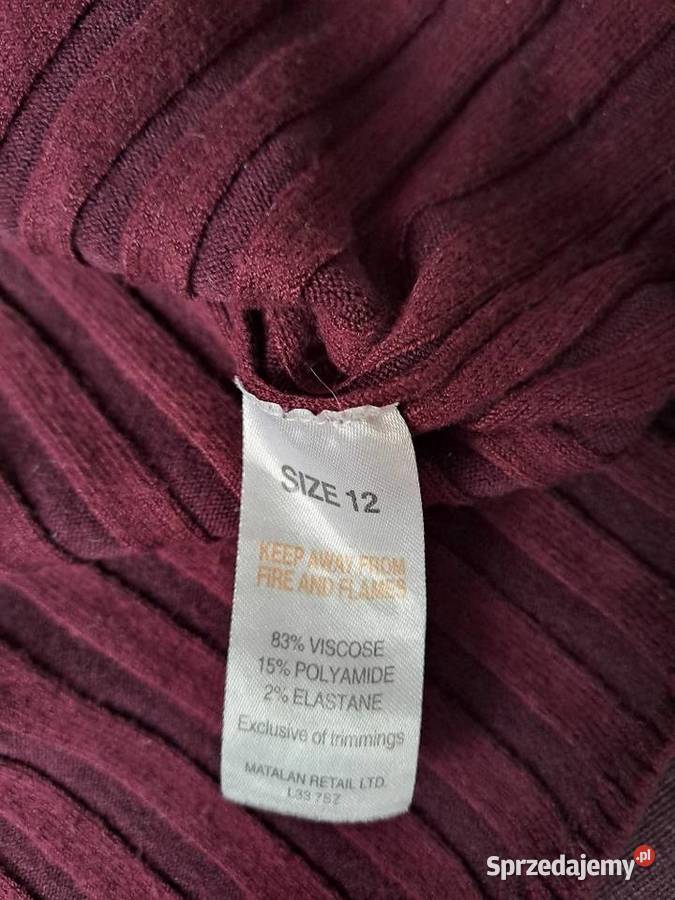 SIZE 12
KEEP AWAY FROM
FIRE AND FLAMES
83% VISCOSE
15% POLYAMIDE
2% ELASTANE
Exclusive of trimmings
MATALAN RETAIL LTD.
L33 7SZ
Sprzedajemy.pl